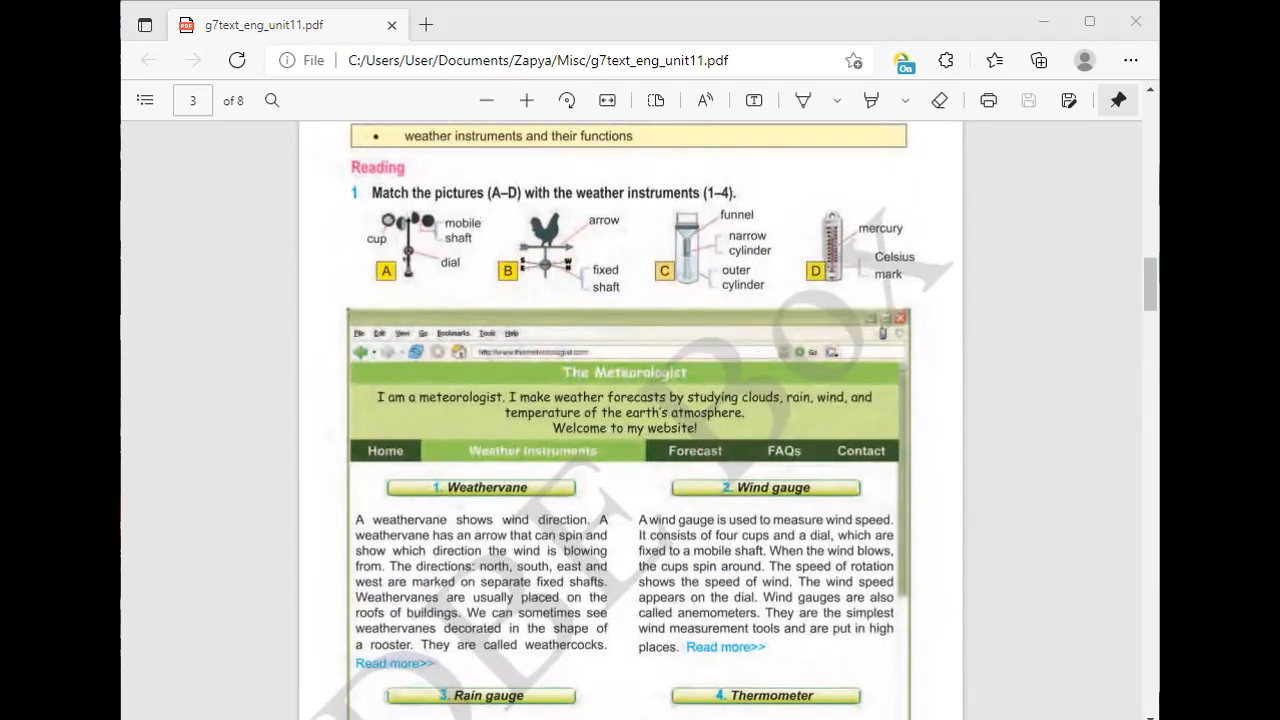 g7text_eng_unit11.pdf
File C:/Users/User/Documents/Zapya/Misc/g7text_eng_unit11.pdf
On
3 of 8
• weather instruments and their functions
Reading
1 Match the pictures (A–D) with the weather instruments (1–4).
cup
mobile
shaft
dial
A
arrow
fixed
shaft
B
funnel
narrow
cylinder
outer
cylinder
C
mercury
Celsius
mark
D
File Edit View Go Bookmarks Tools Help
Go
The Meteorologist
I am a meteorologist. I make weather forecasts by studying clouds, rain, wind, and
temperature of the earth's atmosphere.
Welcome to my website!
Home Weather Instruments Forecast FAQs Contact
1. Weathervane
A weathervane shows wind direction. A
weathervane has an arrow that can spin and
show which direction the wind is blowing
from. The directions: north, south, east and
west are marked on separate fixed shafts.
Weathervanes are usually placed on the
roofs of buildings. We can sometimes see
weathervanes decorated in the shape of
a rooster. They are called weathercocks.
Read more>>
2. Wind gauge
A wind gauge is used to measure wind speed.
It consists of four cups and a dial, which are
fixed to a mobile shaft. When the wind blows,
the cups spin around. The speed of rotation
shows the speed of wind. The wind speed
appears on the dial. Wind gauges are also
called anemometers. They are the simplest
wind measurement tools and are put in high
places. Read more>>
3. Rain gauge
4. Thermometer